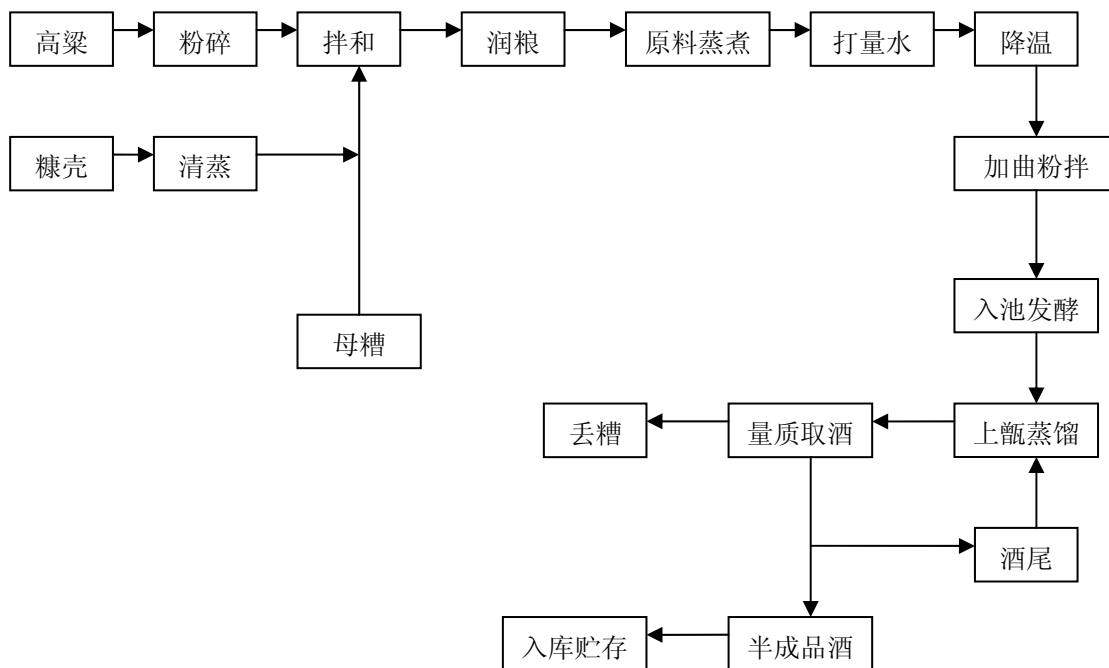 高梁
粉碎
拌和
润粮
原料蒸煮
打量水
降温
糠壳
清蒸
加曲粉拌
入池发酵
母糟
丢糟
量质取酒
上甑蒸馏
酒尾
入库贮存
半成品酒